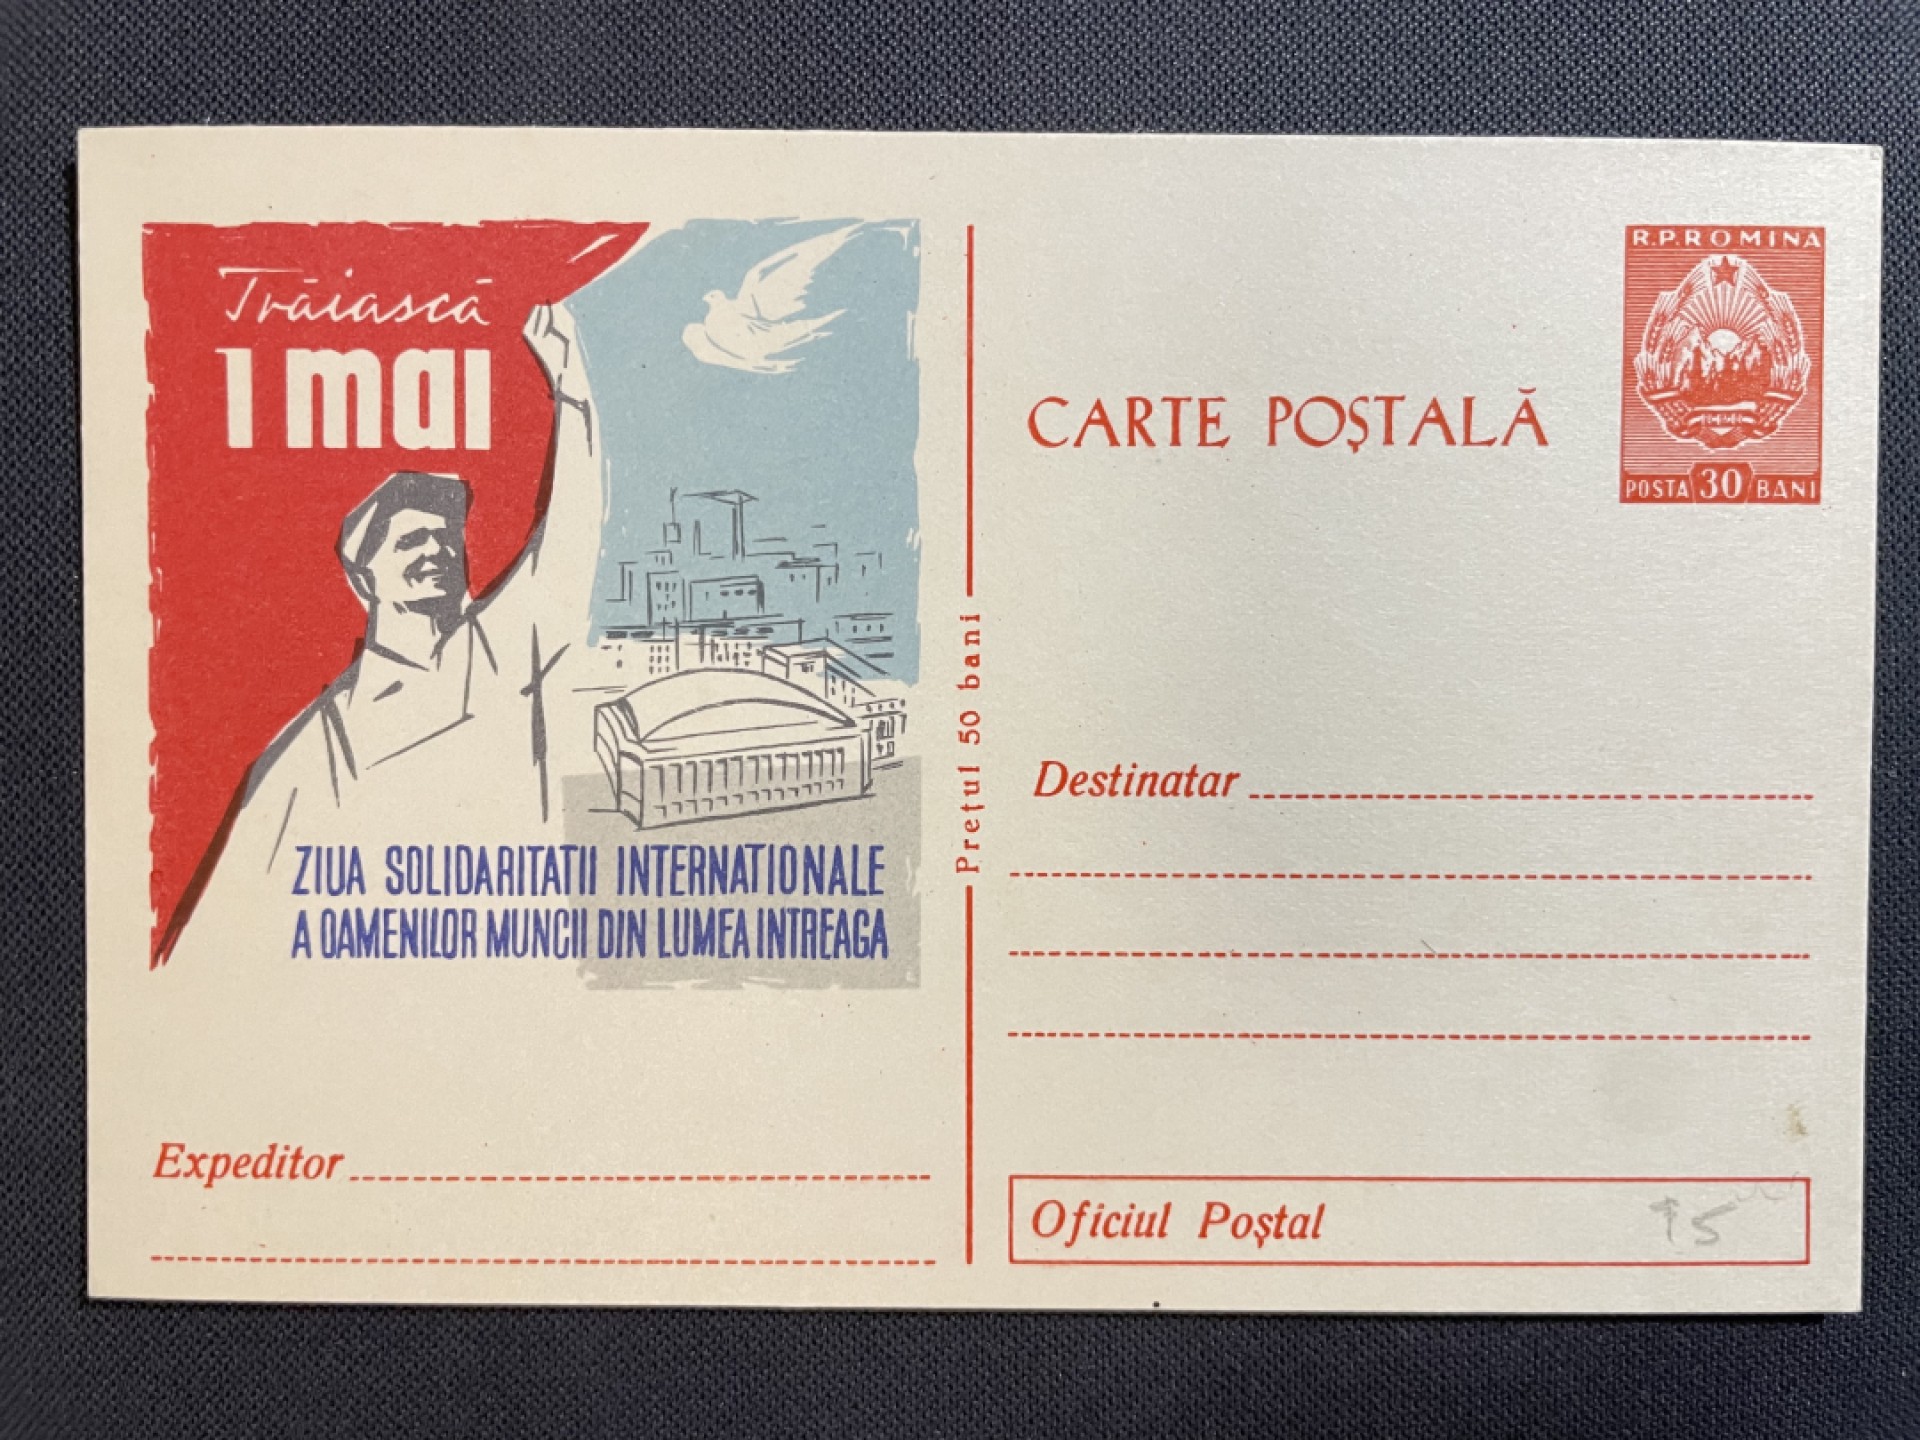 Trăiască
1 mai
ZIUA SOLIDARITATII INTERNATIONALE
A OAMENILOR MUNCII DIN LUMEA INTREAGA
Expeditor
Prețul 50 bani
R.P.ROMINA
POSTA 30 BANI
CARTE POȘTALĂ
Destinatar
Oficiul Poștal